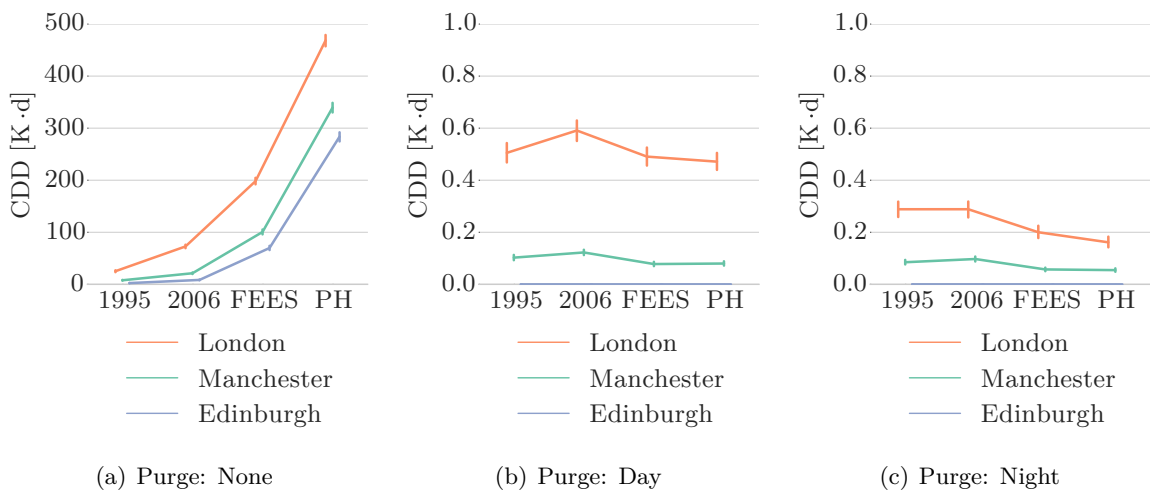 CDD [K·d]
500
400
300
200
100
0
1995 2006 FEES PH
London
Manchester
Edinburgh
(a) Purge: None
CDD [K·d]
1.0
0.8
0.6
0.4
0.2
0.0
1995 2006 FEES PH
London
Manchester
Edinburgh
(b) Purge: Day
CDD [K·d]
1.0
0.8
0.6
0.4
0.2
0.0
1995 2006 FEES PH
London
Manchester
Edinburgh
(c) Purge: Night